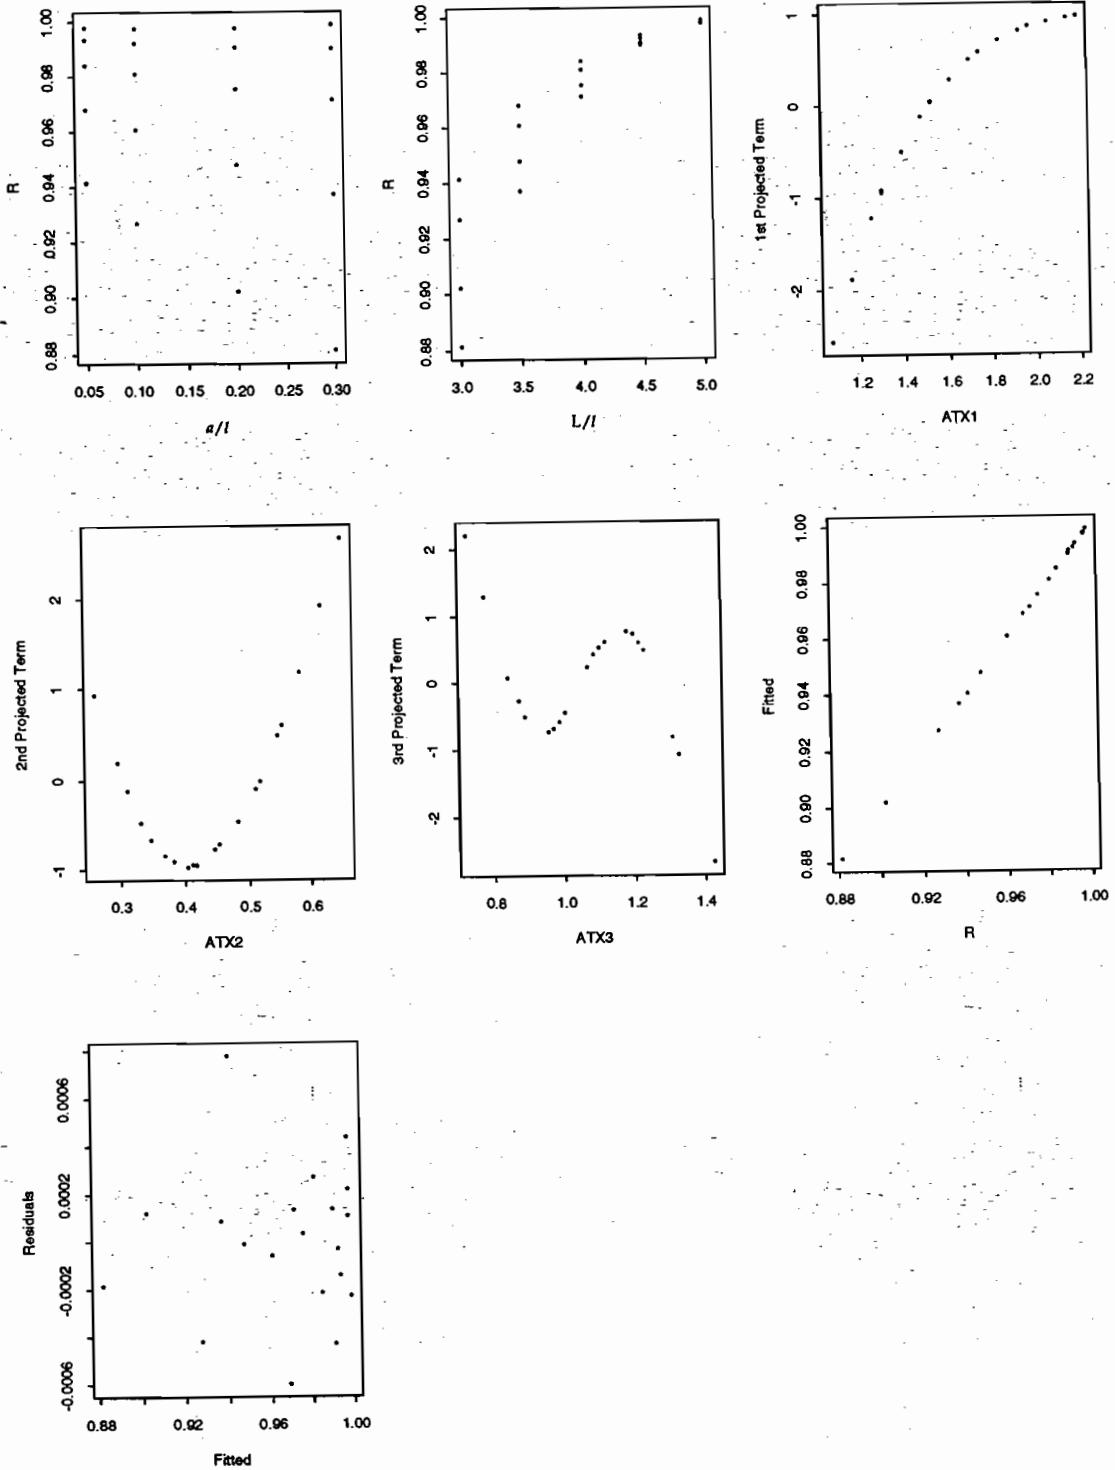 R
1.00
0.98
0.96
0.94
0.92
0.90
0.88
0.05 0.10 0.15 0.20 0.25 0.30
a/l
R
1.00
0.98
0.96
0.94
0.92
0.90
0.88
3.0 3.5 4.0 4.5 5.0
L/l
1st Projected Term
1
0
-1
-2
1.2 1.4 1.6 1.8 2.0 2.2
ATX1
2nd Projected Term
2
1
0
-1
0.3 0.4 0.5 0.6
ATX2
3rd Projected Term
2
1
0
-1
-2
0.8 1.0 1.2 1.4
ATX3
Fitted
1.00
0.98
0.96
0.94
0.92
0.90
0.88
0.88 0.92 0.96 1.00
R
Residuals
0.0006
0.0002
-0.0002
-0.0006
0.88 0.92 0.96 1.00
Fitted